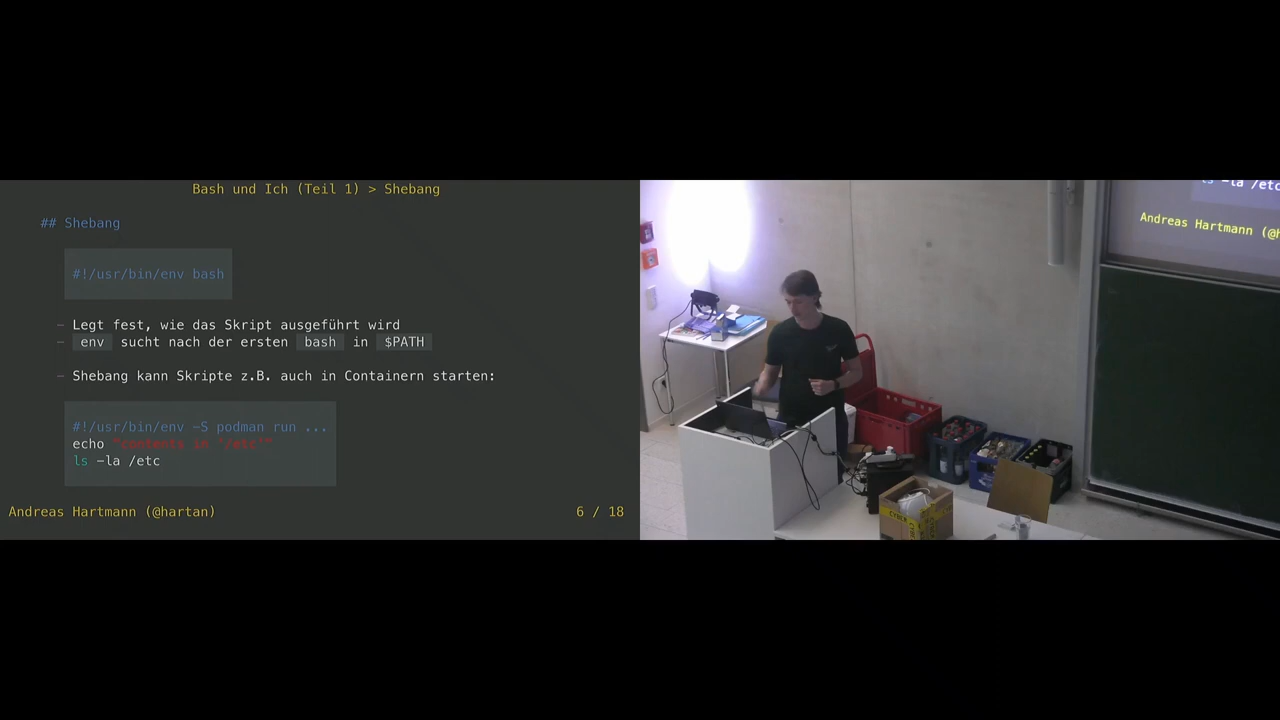 Bash und Ich (Teil 1) > Shebang
## Shebang
#!/usr/bin/env bash
– Legt fest, wie das Skript ausgeführt wird
– env sucht nach der ersten bash in $PATH
– Shebang kann Skripte z.B. auch in Containern starten:
#!/usr/bin/env -S podman run ...
echo "contents in '/etc'"
ls -la /etc
Andreas Hartmann (@hartan)
6 / 18
ls -la /etc
Andreas Hartmann (@h
CYBER